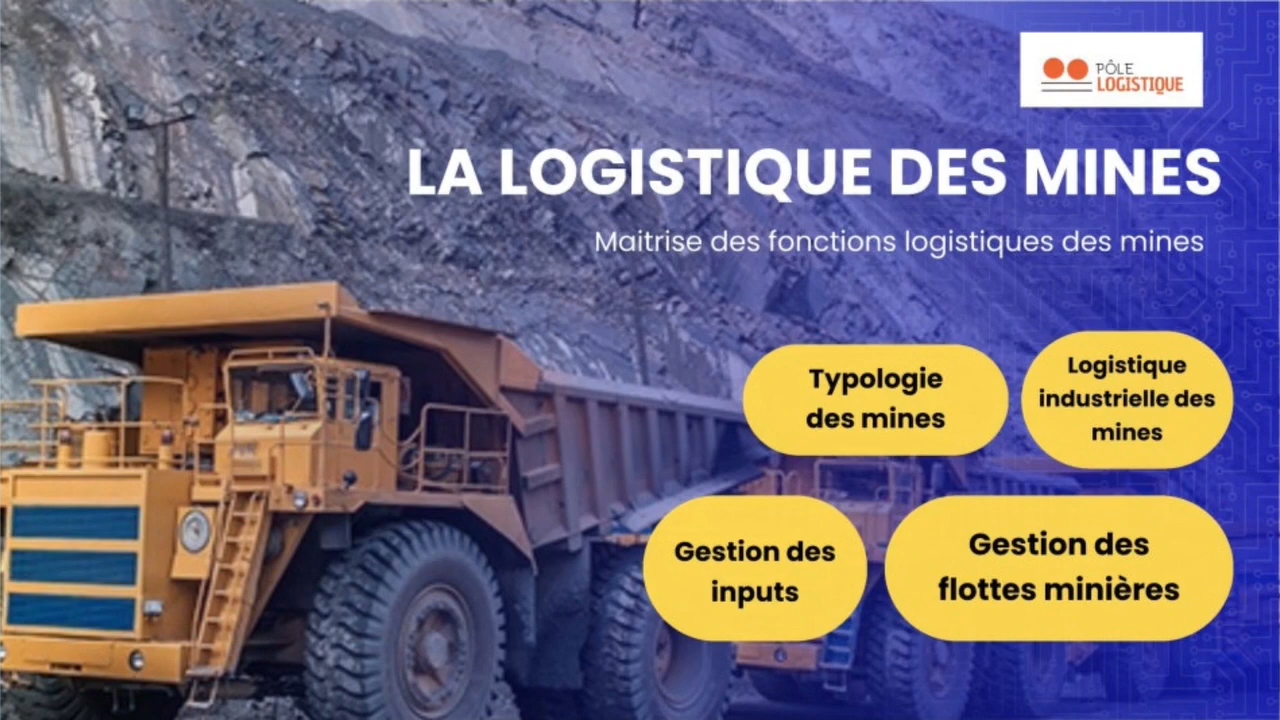 PÔLE
LOGISTIQUE
LA LOGISTIQUE DES MINES
Maitrise des fonctions logistiques des mines
Typologie
des mines
Logistique
industrielle des
mines
Gestion des
inputs
Gestion des
flottes minières